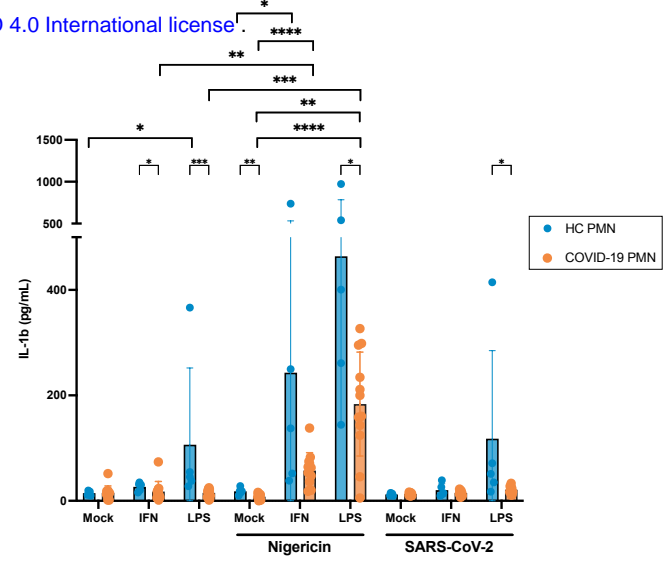 *
) 4.0 International license .
****
**
***
**
*
****
1500
* *** ** * *
1000
500
HC PMN
COVID-19 PMN
IL-1b (pg/mL)
400
200
0
Mock IFN LPS Mock IFN LPS Mock IFN LPS
Nigericin SARS-CoV-2